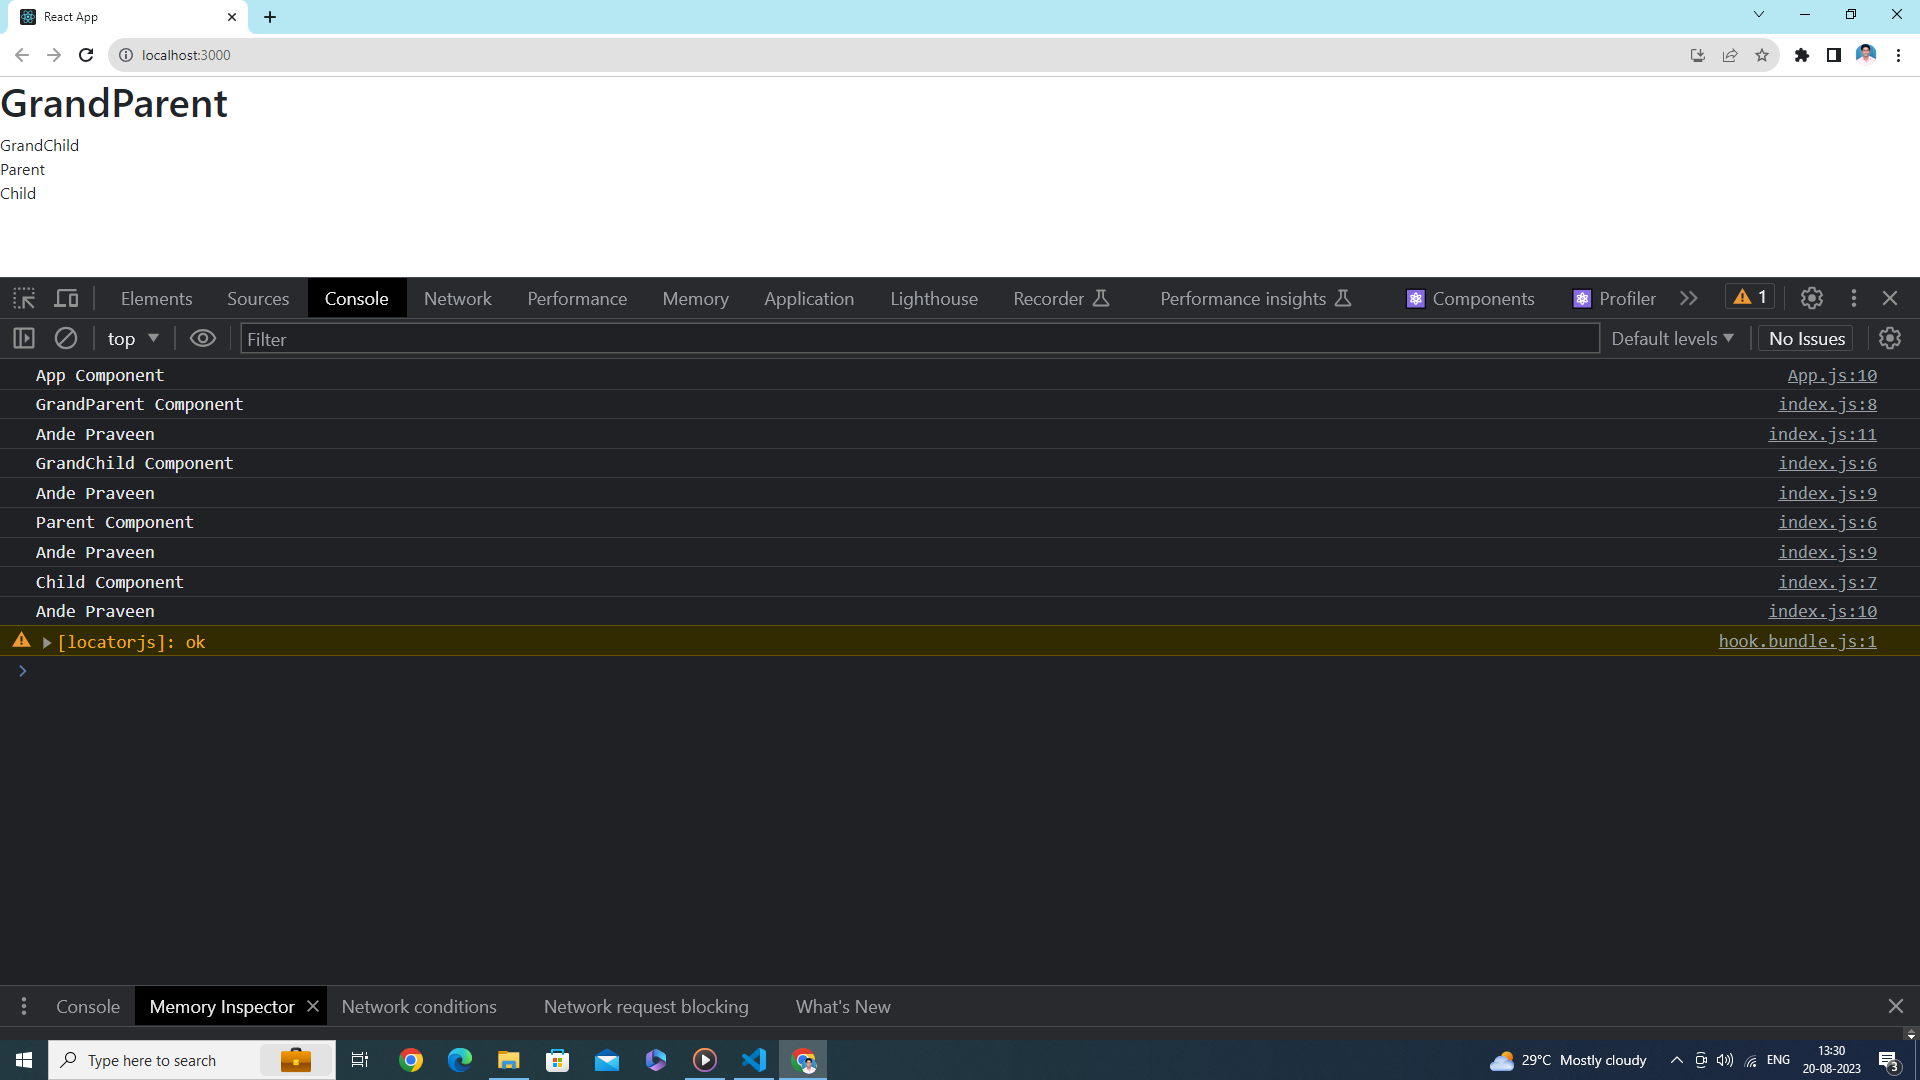 React App
localhost:3000
GrandParent
GrandChild
Parent
Child
Elements Sources Console Network Performance Memory Application Lighthouse Recorder Performance insights Components Profiler 1
top Filter Default levels No Issues
App Component App.js:10
GrandParent Component index.js:8
Ande Praveen index.js:11
GrandChild Component index.js:6
Ande Praveen index.js:9
Parent Component index.js:6
Ande Praveen index.js:9
Child Component index.js:7
Ande Praveen index.js:10
[locatorjs]: ok hook.bundle.js:1
Console Memory Inspector Network conditions Network request blocking What's New
Type here to search 29°C Mostly cloudy ENG 13:30
20-08-2023 3